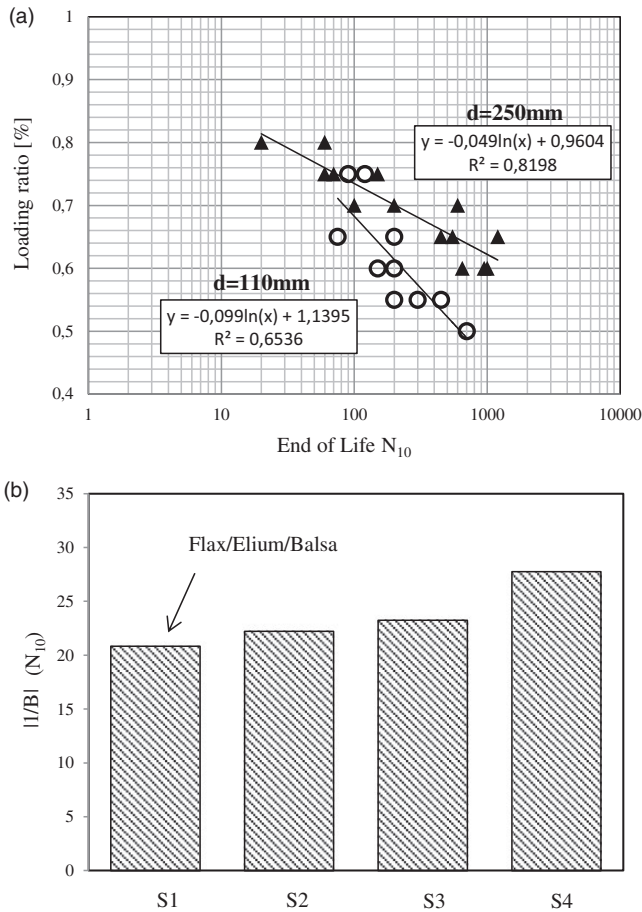 (a)
1
0,9
0,8
0,7
0,6
0,5
0,4
Loading ratio [%]
d=250mm
y = -0,049ln(x) + 0,9604
R² = 0,8198
d=110mm
y = -0,099ln(x) + 1,1395
R² = 0,6536
1 10 100 1000 10000
End of Life N₁₀
(b)
35
30
25
20
15
10
5
0
|1/B| (N₁₀)
Flax/Elium/Balsa
S1 S2 S3 S4